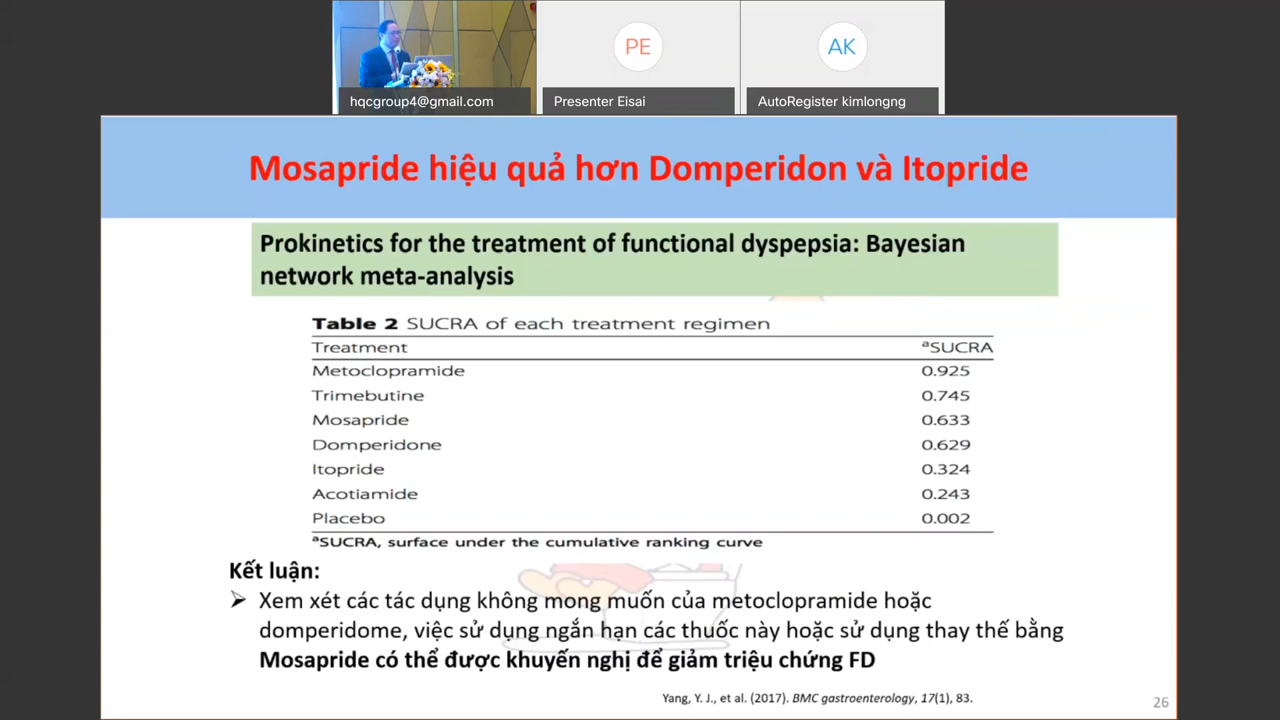 PE
AK
hqcgroup4@gmail.com
Presenter Eisai
AutoRegister kimlongng
Mosapride hiệu quả hơn Domperidon và Itopride
Prokinetics for the treatment of functional dyspepsia: Bayesian
network meta-analysis
Table 2 SUCRA of each treatment regimen
Treatment aSUCRA
Metoclopramide 0.925
Trimebutine 0.745
Mosapride 0.633
Domperidone 0.629
Itopride 0.324
Acotiamide 0.243
Placebo 0.002
aSUCRA, surface under the cumulative ranking curve
Kết luận:
➢ Xem xét các tác dụng không mong muốn của metoclopramide hoặc
domperidome, việc sử dụng ngắn hạn các thuốc này hoặc sử dụng thay thế bằng
Mosapride có thể được khuyến nghị để giảm triệu chứng FD
Yang, Y. J., et al. (2017). BMC gastroenterology, 17(1), 83.
26